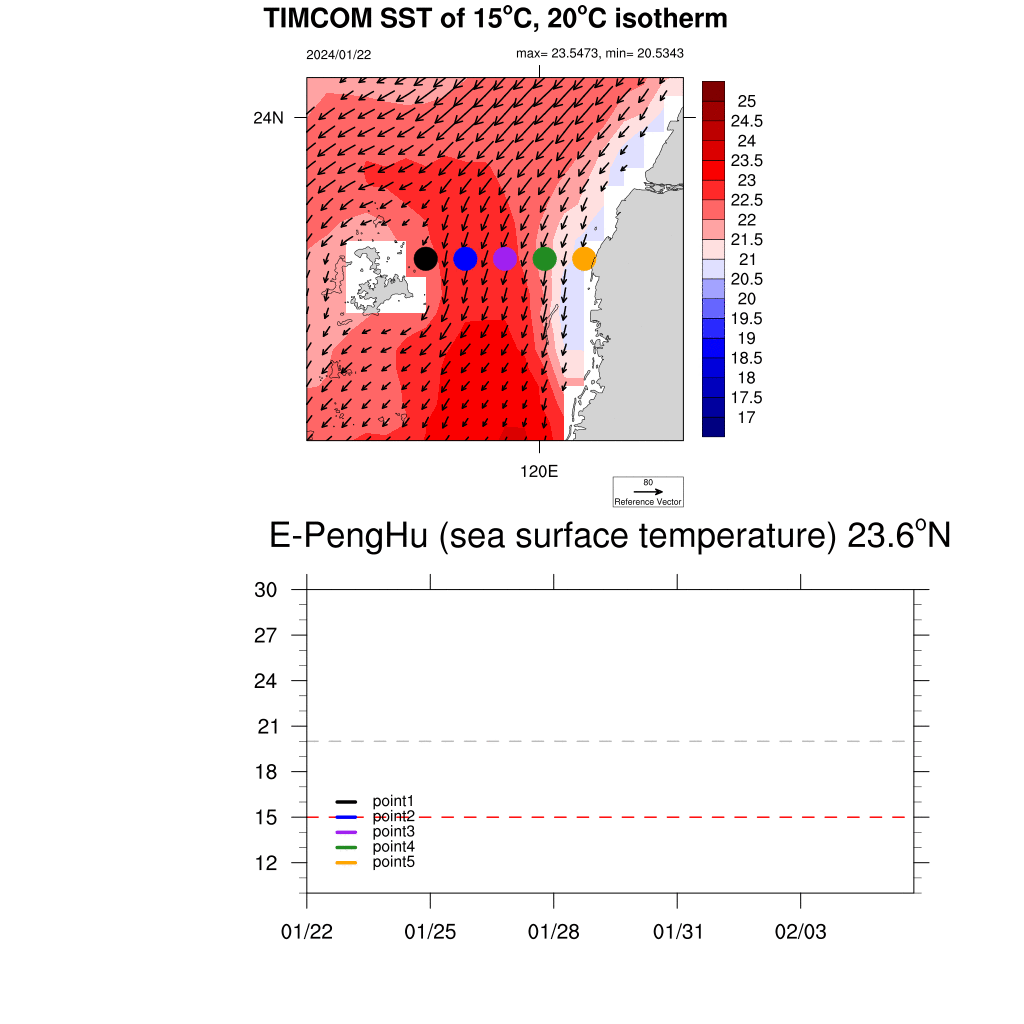 TIMCOM SST of 15°C, 20°C isotherm
2024/01/22
max= 23.5473, min= 20.5343
24N
25
24.5
24
23.5
23
22.5
22
21.5
21
20.5
20
19.5
19
18.5
18
17.5
17
120E
80
Reference Vector
E-PengHu (sea surface temperature) 23.6°N
30
27
24
21
18
15
12
point1
point2
point3
point4
point5
01/22 01/25 01/28 01/31 02/03